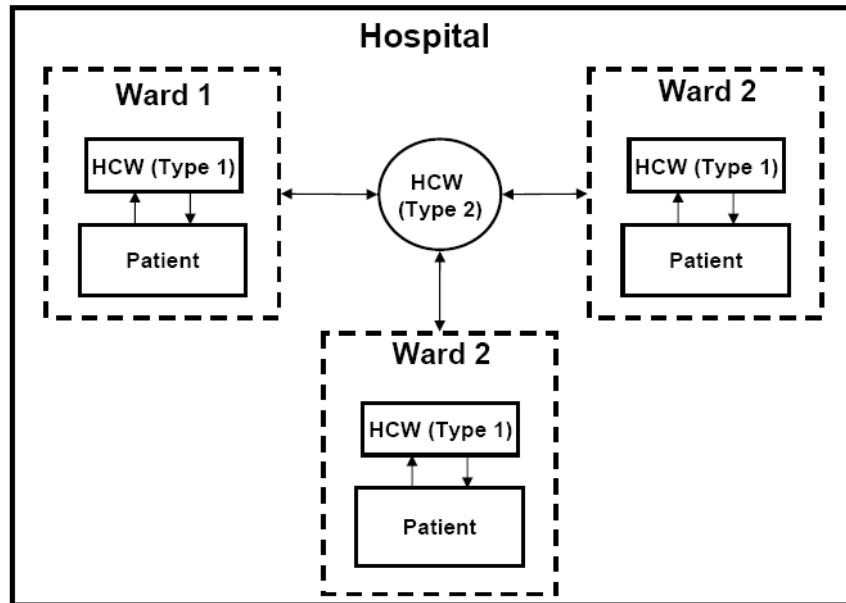 Hospital
Ward 1
HCW (Type 1)
Patient
HCW
(Type 2)
Ward 2
HCW (Type 1)
Patient
Ward 2
HCW (Type 1)
Patient